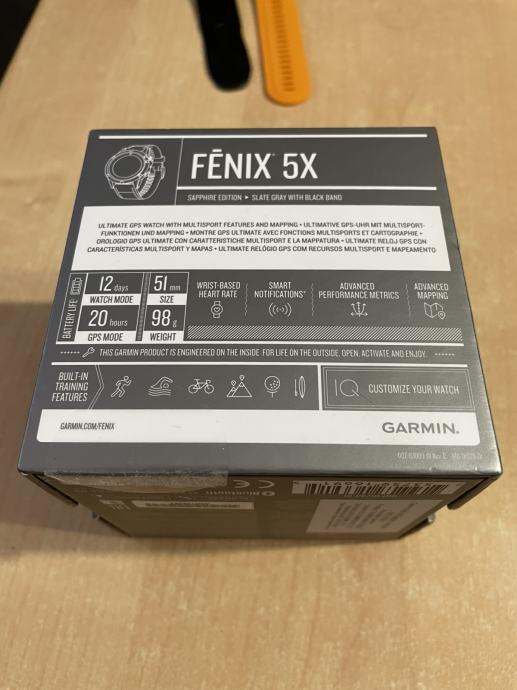 FĒNIX® 5X
SAPPHIRE EDITION ▸ SLATE GRAY WITH BLACK BAND
ULTIMATE GPS WATCH WITH MULTISPORT FEATURES AND MAPPING • ULTIMATIVE GPS-UHR MIT MULTISPORT-
FUNKTIONEN UND MAPPING • MONTRE GPS ULTIMATE AVEC FONCTIONS MULTISPORTS ET CARTOGRAPHIE •
OROLOGIO GPS ULTIMATE CON CARATTERISTICHE MULTISPORT E LA MAPPATURA • ULTIMATE RELOJ GPS CON
CARACTERÍSTICAS MULTISPORT Y MAPAS • ULTIMATE RELÓGIO GPS COM RECURSOS MULTISPORT E MAPEAMENTO
BATTERY LIFE
12 days
WATCH MODE
20 hours
GPS MODE
51 mm
SIZE
98 g
WEIGHT
WRIST-BASED
HEART RATE
SMART
NOTIFICATIONS*
ADVANCED
PERFORMANCE METRICS
ADVANCED
MAPPING
THIS GARMIN PRODUCT IS ENGINEERED ON THE INSIDE FOR LIFE ON THE OUTSIDE. OPEN, ACTIVATE AND ENJOY.
BUILT-IN
TRAINING
FEATURES
IQ CUSTOMIZE YOUR WATCH
GARMIN.COM/FENIX
GARMIN.
Bluetooth
CE